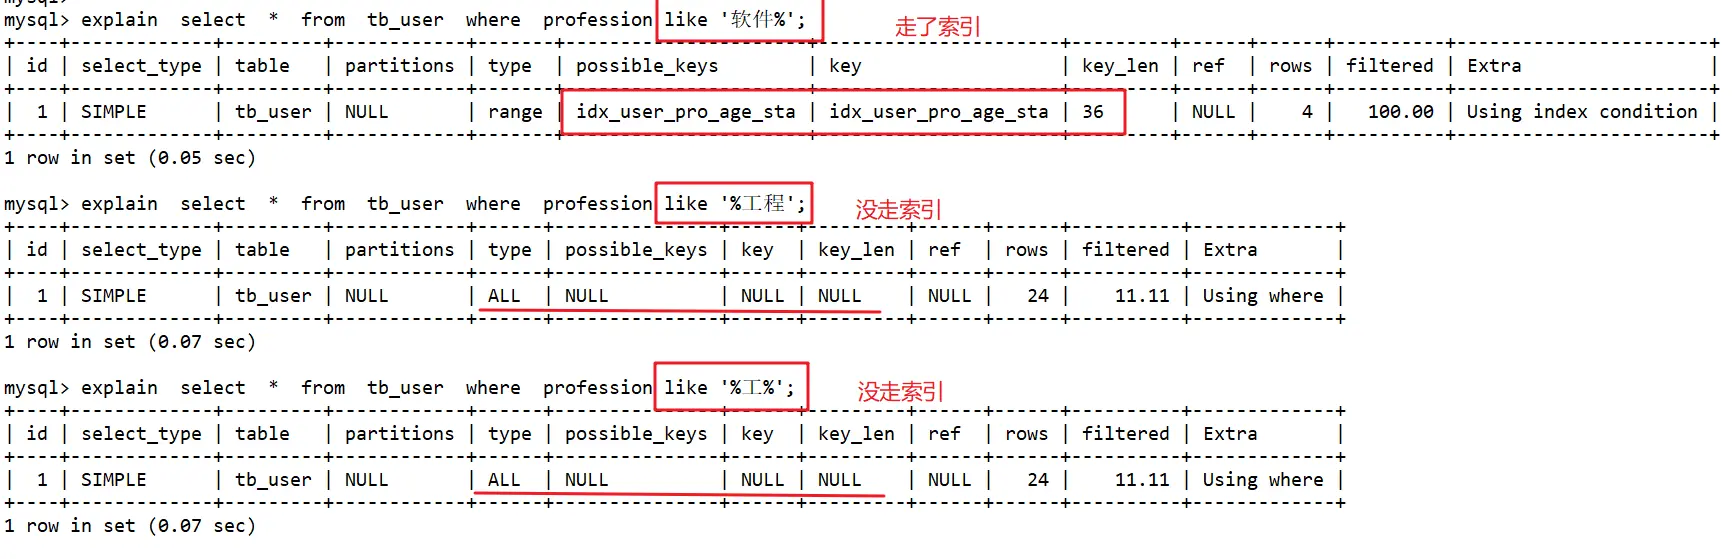 mysql> explain  select  *  from  tb_user  where  profession like '软件%';
走了索引
+----+-------------+---------+------------+-------+----------------------+----------------------+---------+------+------+----------+-----------------------+
| id | select_type | table   | partitions | type  | possible_keys        | key                  | key_len | ref  | rows | filtered | Extra                 |
+----+-------------+---------+------------+-------+----------------------+----------------------+---------+------+------+----------+-----------------------+
|  1 | SIMPLE      | tb_user | NULL       | range | idx_user_pro_age_sta | idx_user_pro_age_sta | 36      | NULL |    4 |   100.00 | Using index condition |
+----+-------------+---------+------------+-------+----------------------+----------------------+---------+------+------+----------+-----------------------+
1 row in set (0.05 sec)
mysql> explain  select  *  from  tb_user  where  profession like '%工程';
没走索引
+----+-------------+---------+------------+------+---------------+------+---------+------+------+----------+-------------+
| id | select_type | table   | partitions | type | possible_keys | key  | key_len | ref  | rows | filtered | Extra       |
+----+-------------+---------+------------+------+---------------+------+---------+------+------+----------+-------------+
|  1 | SIMPLE      | tb_user | NULL       | ALL  | NULL          | NULL | NULL    | NULL |   24 |    11.11 | Using where |
+----+-------------+---------+------------+------+---------------+------+---------+------+------+----------+-------------+
1 row in set (0.07 sec)
mysql> explain  select  *  from  tb_user  where  profession like '%工%';
没走索引
+----+-------------+---------+------------+------+---------------+------+---------+------+------+----------+-------------+
| id | select_type | table   | partitions | type | possible_keys | key  | key_len | ref  | rows | filtered | Extra       |
+----+-------------+---------+------------+------+---------------+------+---------+------+------+----------+-------------+
|  1 | SIMPLE      | tb_user | NULL       | ALL  | NULL          | NULL | NULL    | NULL |   24 |    11.11 | Using where |
+----+-------------+---------+------------+------+---------------+------+---------+------+------+----------+-------------+
1 row in set (0.07 sec)